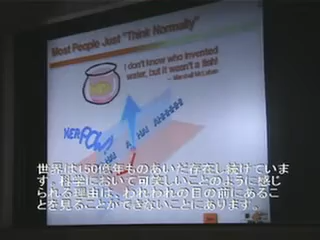 Most People Just "Think Normally"
I don't know who invented
water, but it wasn't a fish!
Marshall McLuhan
KERPOW!
世界は150億年ものあいだ存在し続けていま
す。科学において可笑しいことのように感じ
られる理由は、われわれの目の前にあるこ
とを見ることができないことにあります。